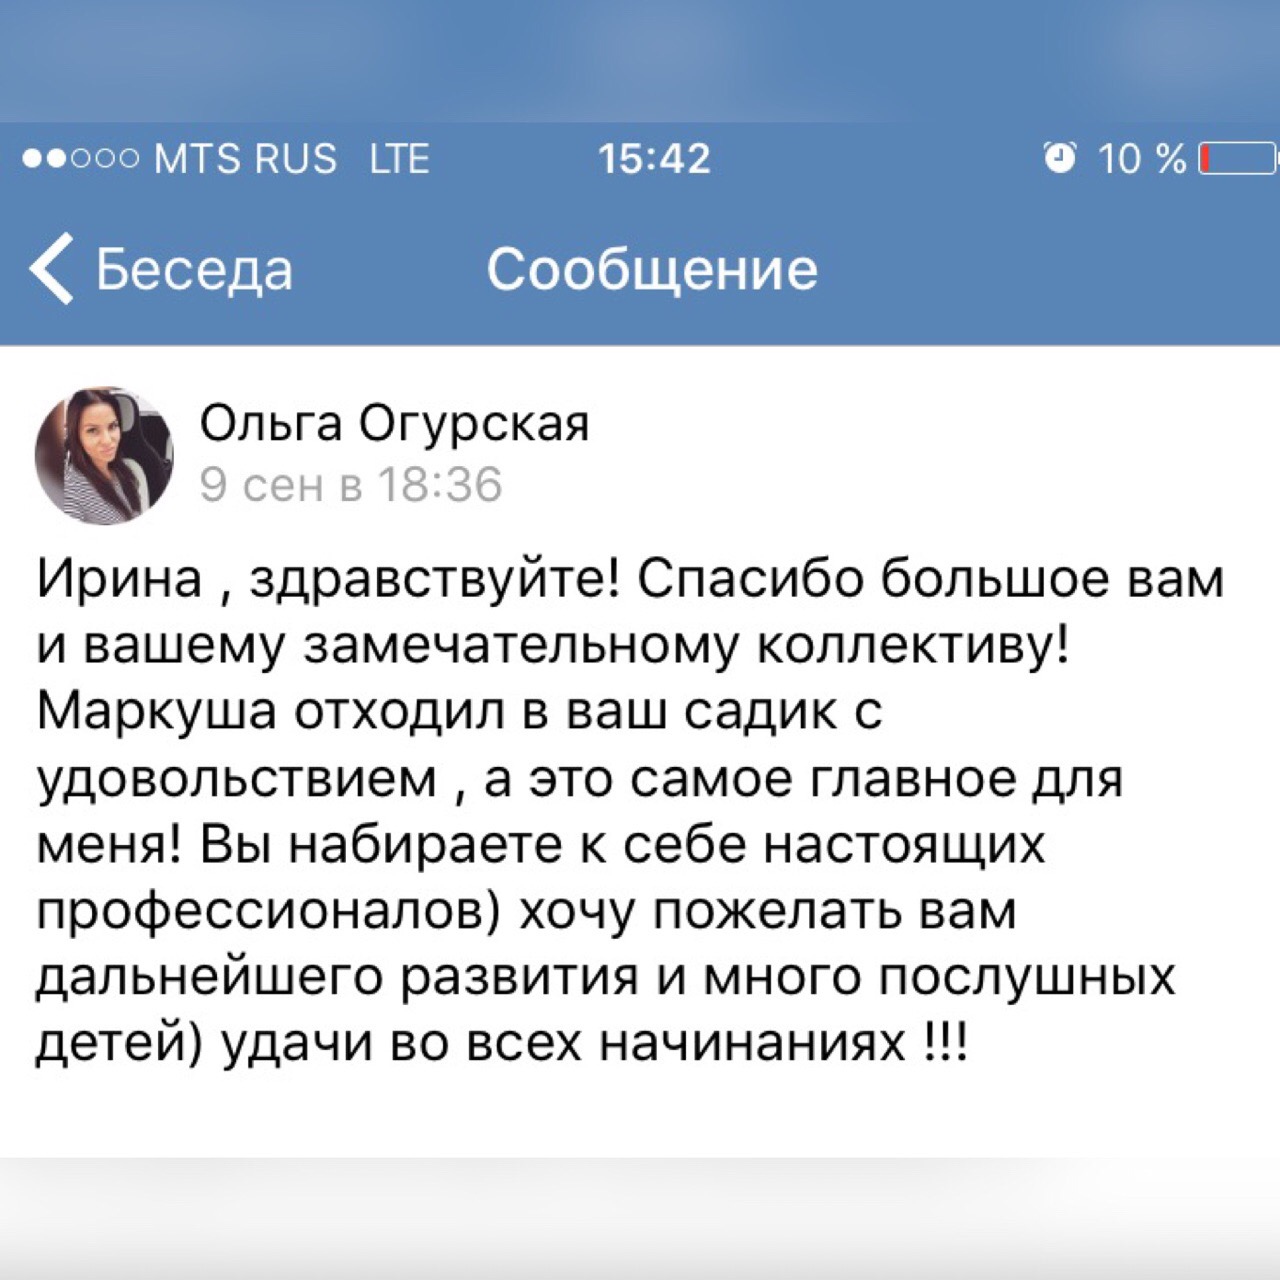 MTS RUS LTE 15:42 10 %
Беседа Сообщение
Ольга Огурская
9 сен в 18:36
Ирина , здравствуйте! Спасибо большое вам
и вашему замечательному коллективу!
Маркуша отходил в ваш садик с
удовольствием , а это самое главное для
меня! Вы набираете к себе настоящих
профессионалов) хочу пожелать вам
дальнейшего развития и много послушных
детей) удачи во всех начинаниях !!!